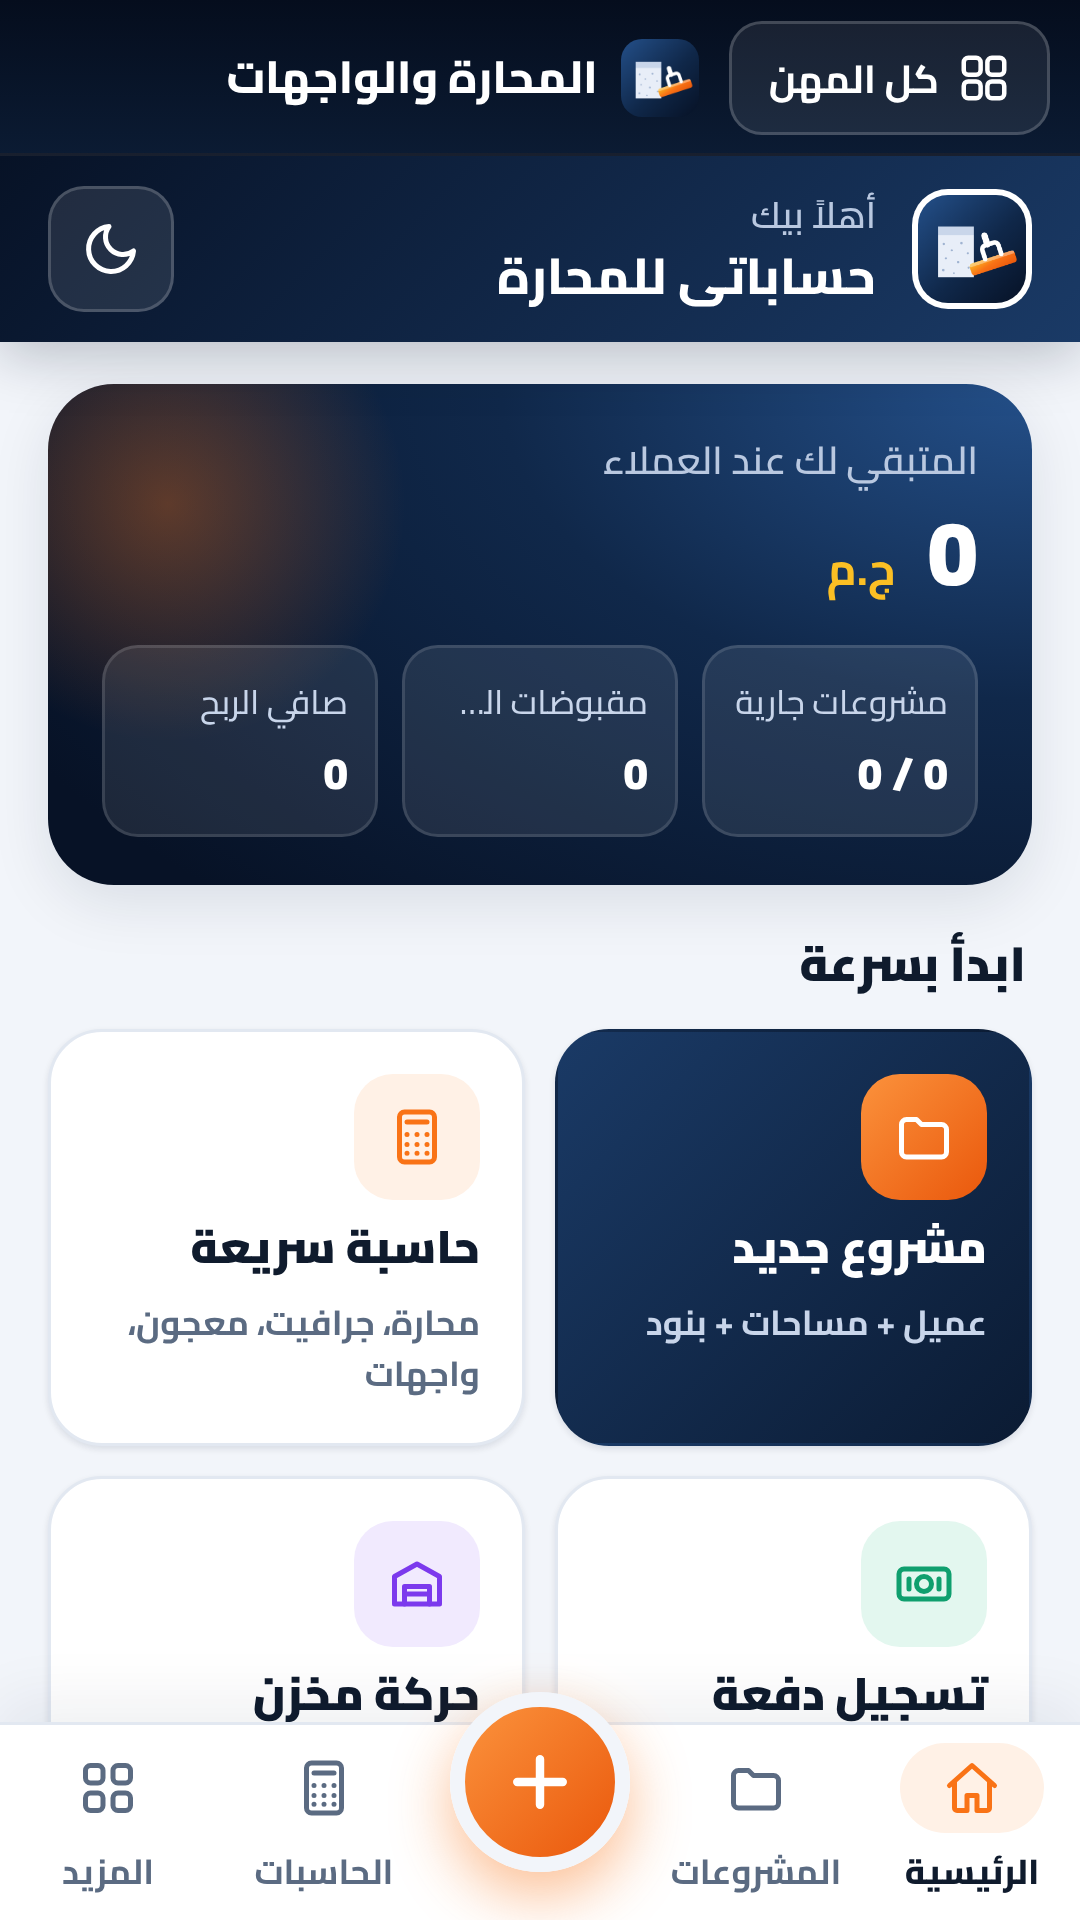 كل المهن
المحارة والواجهات
أهلاً بيك
حساباتى للمحارة
المتبقي لك عند العملاء
0 ج.م
مشروعات جارية
0 / 0
مقبوضات الـ...
0
صافي الربح
0
ابدأ بسرعة
مشروع جديد
عميل + مساحات + بنود
حاسبة سريعة
محارة، جرافيت، معجون،
واجهات
تسجيل دفعة
حركة مخزن
الرئيسية
المشروعات
الحاسبات
المزيد